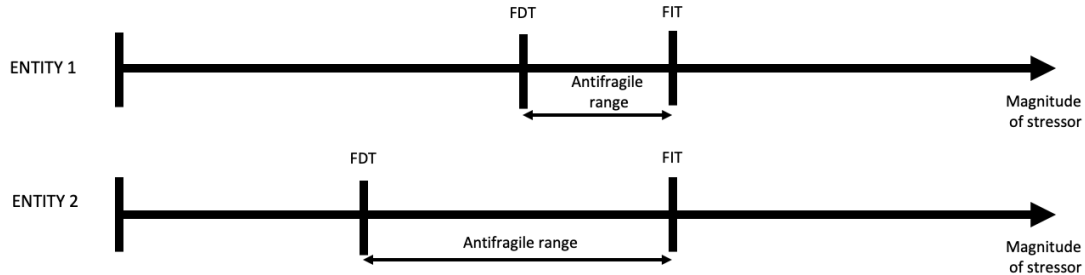 FDT
FIT
ENTITY 1
Antifragile
range
Magnitude
of stressor
FDT
FIT
ENTITY 2
Antifragile range
Magnitude
of stressor